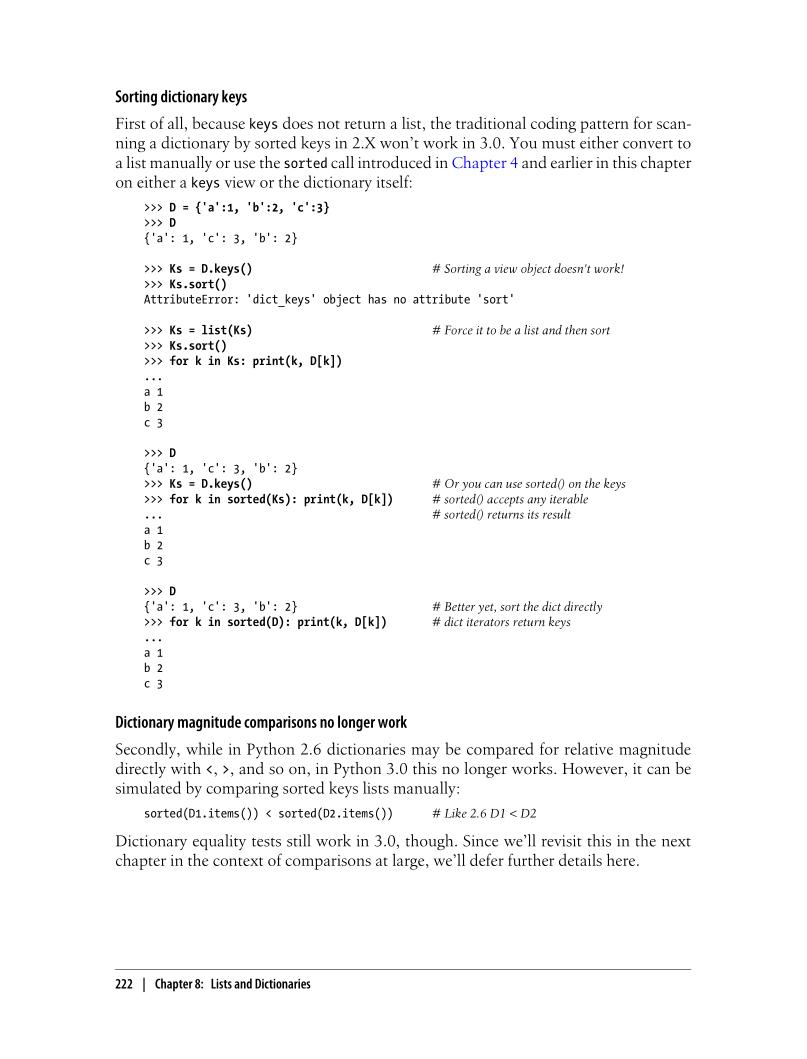 Sorting dictionary keys
First of all, because keys does not return a list, the traditional coding pattern for scan-
ning a dictionary by sorted keys in 2.X won’t work in 3.0. You must either convert to
a list manually or use the sorted call introduced in Chapter 4 and earlier in this chapter
on either a keys view or the dictionary itself:
>>> D = {'a':1, 'b':2, 'c':3}
>>> D
{'a': 1, 'c': 3, 'b': 2}
>>> Ks = D.keys() # Sorting a view object doesn't work!
>>> Ks.sort()
AttributeError: 'dict_keys' object has no attribute 'sort'
>>> Ks = list(Ks) # Force it to be a list and then sort
>>> Ks.sort()
>>> for k in Ks: print(k, D[k])
...
a 1
b 2
c 3
>>> D
{'a': 1, 'c': 3, 'b': 2}
>>> Ks = D.keys() # Or you can use sorted() on the keys
>>> for k in sorted(Ks): print(k, D[k]) # sorted() accepts any iterable
... # sorted() returns its result
a 1
b 2
c 3
>>> D
{'a': 1, 'c': 3, 'b': 2} # Better yet, sort the dict directly
>>> for k in sorted(D): print(k, D[k]) # dict iterators return keys
...
a 1
b 2
c 3
Dictionary magnitude comparisons no longer work
Secondly, while in Python 2.6 dictionaries may be compared for relative magnitude
directly with <, >, and so on, in Python 3.0 this no longer works. However, it can be
simulated by comparing sorted keys lists manually:
sorted(D1.items()) < sorted(D2.items()) # Like 2.6 D1 < D2
Dictionary equality tests still work in 3.0, though. Since we’ll revisit this in the next
chapter in the context of comparisons at large, we’ll defer further details here.
222 | Chapter 8: Lists and Dictionaries